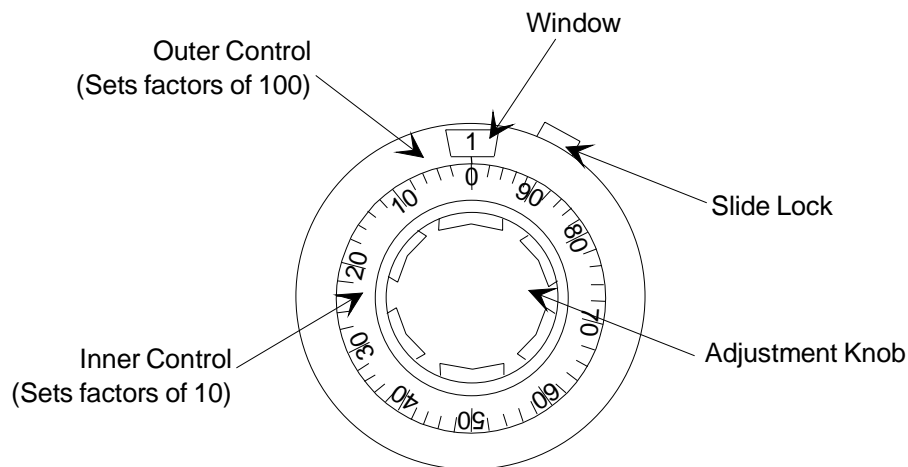 Window
Outer Control
(Sets factors of 100)
1
0
90
80
70
60
50
40
30
20
10
Slide Lock
Inner Control
(Sets factors of 10)
Adjustment Knob